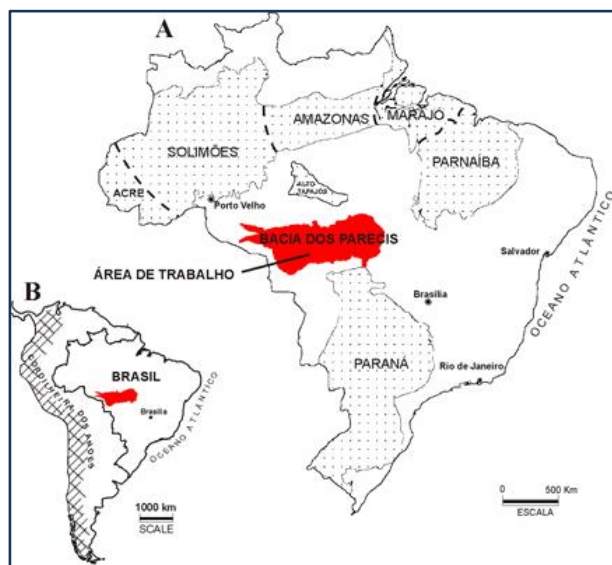 A
SOLIMÕES
AMAZONAS
MARAJÓ
PARNAÍBA
ACRE
ALTO
TAPAJÓS
Porto Velho
BACIA DOS PARECIS
ÁREA DE TRABALHO
Salvador
Brasília
OCEANO ATLÂNTICO
PARANÁ
Rio de Janeiro
0 500 Km
ESCALA
B
BRASIL
Brasília
CORDILHEIRA DOS ANDES
OCEANO ATLÂNTICO
1000 km
SCALE